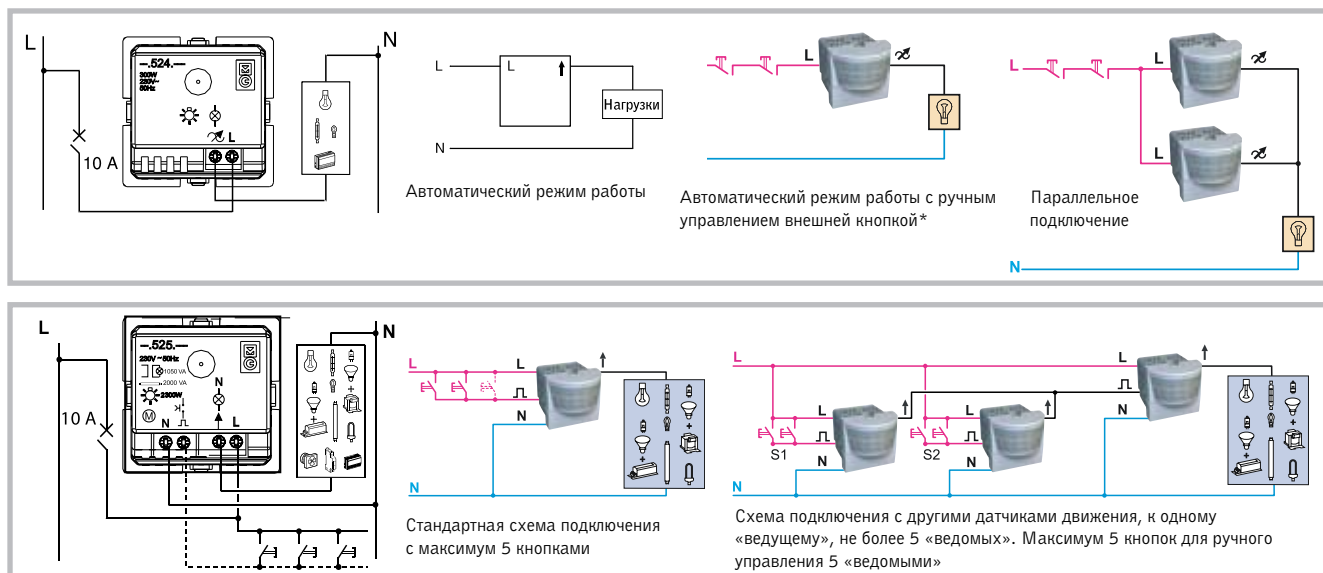 L
N
–.524.–
300W
230V~
50Hz
L
10 A
L
L
Нагрузки
N
Автоматический режим работы
L
Автоматический режим работы с ручным
управлением внешней кнопкой*
L
L
L
Параллельное
подключение
N
L
N
–.525.–
230V ~ 50Hz
1050 VA
2000 VA
2300W
N
M
N
L
10 A
L
L
N
N
Стандартная схема подключения
с максимум 5 кнопками
L
L
L
L
N
S1
S2
N
N
N
Схема подключения с другими датчиками движения, к одному
«ведущему», не более 5 «ведомых». Максимум 5 кнопок для ручного
управления 5 «ведомыми»